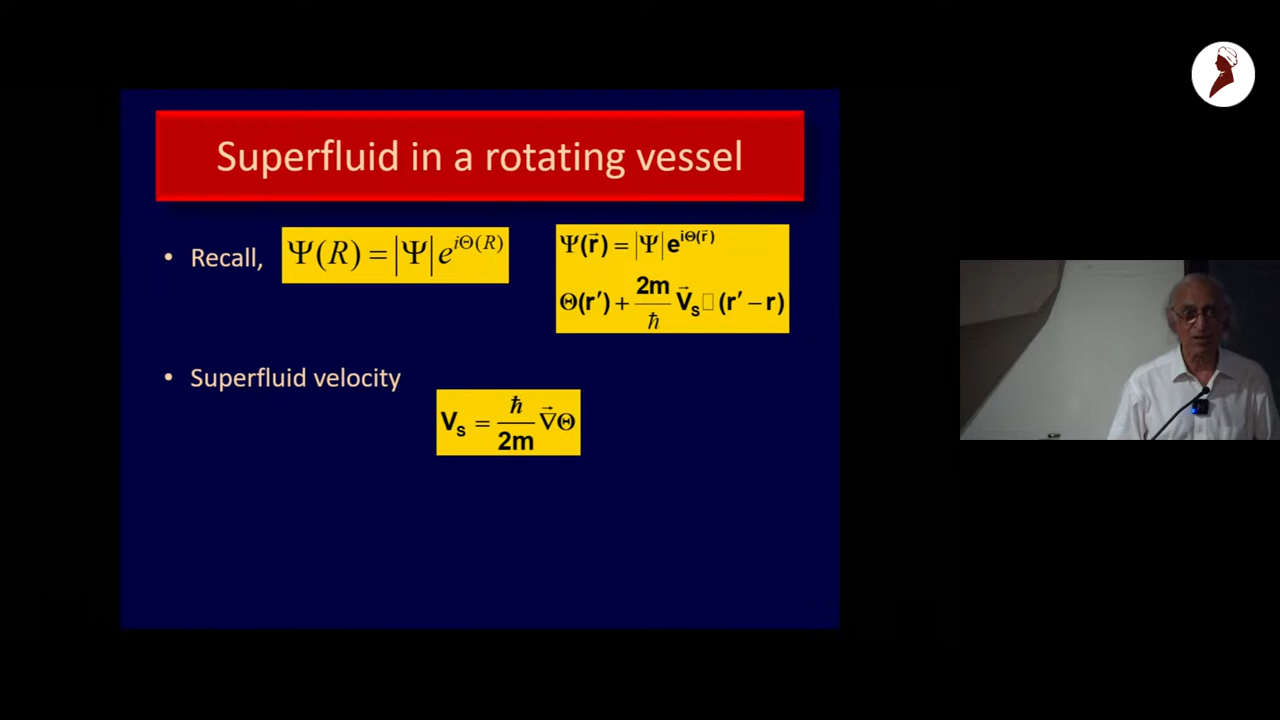 Superfluid in a rotating vessel
• Recall, Ψ(R) = |Ψ| e^{iΘ(R)}
Ψ(r⃗) = |Ψ| e^{iΘ(r⃗)}
Θ(r′) + 2m/ℏ V⃗ₛ□(r′ − r)
• Superfluid velocity
Vₛ = ℏ/2m ∇⃗Θ